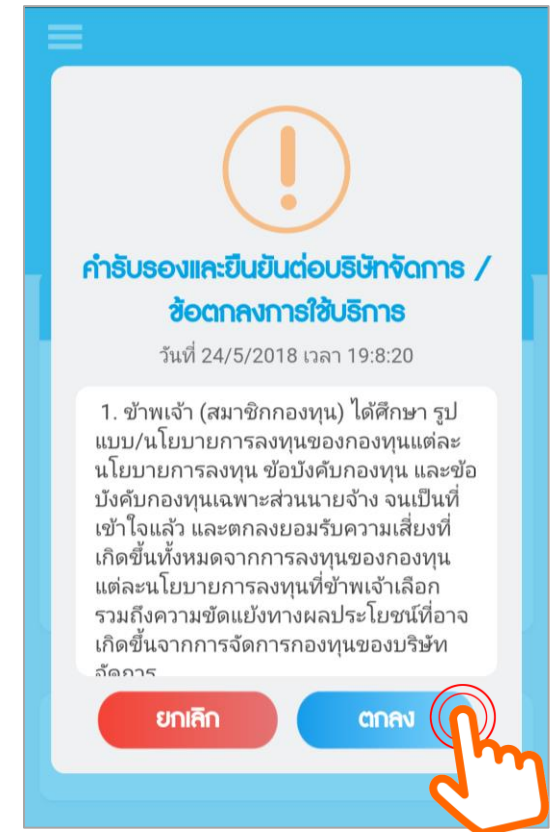 คำรับรองและยืนยันต่อบริษัทจัดการ /
ข้อตกลงการใช้บริการ
วันที่ 24/5/2018 เวลา 19:8:20
1. ข้าพเจ้า (สมาชิกกองทุน) ได้ศึกษา รูป
แบบ/นโยบายการลงทุนของกองทุนแต่ละ
นโยบายการลงทุน ข้อบังคับกองทุน และข้อ
บังคับกองทุนเฉพาะส่วนนายจ้าง จนเป็นที่
เข้าใจแล้ว และตกลงยอมรับความเสี่ยงที่
เกิดขึ้นทั้งหมดจากการลงทุนของกองทุน
แต่ละนโยบายการลงทุนที่ข้าพเจ้าเลือก
รวมถึงความขัดแย้งทางผลประโยชน์ที่อาจ
เกิดขึ้นจากการจัดการกองทุนของบริษัท
จัดการ
ยกเลิก ตกลง